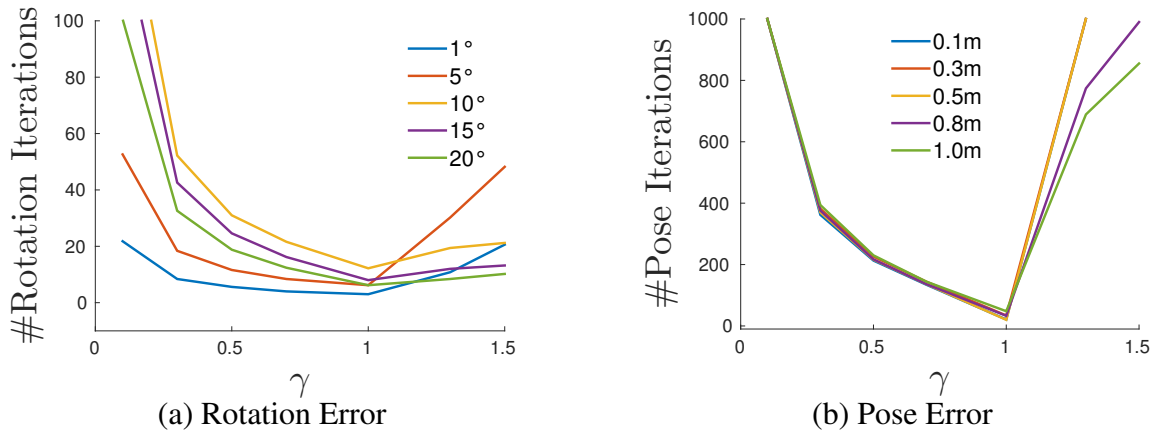 #Rotation Iterations
100
80
60
40
20
0
0
0.5
1
1.5
1°
5°
10°
15°
20°
γ
(a) Rotation Error
#Pose Iterations
1000
800
600
400
200
0
0
0.5
1
1.5
0.1m
0.3m
0.5m
0.8m
1.0m
γ
(b) Pose Error